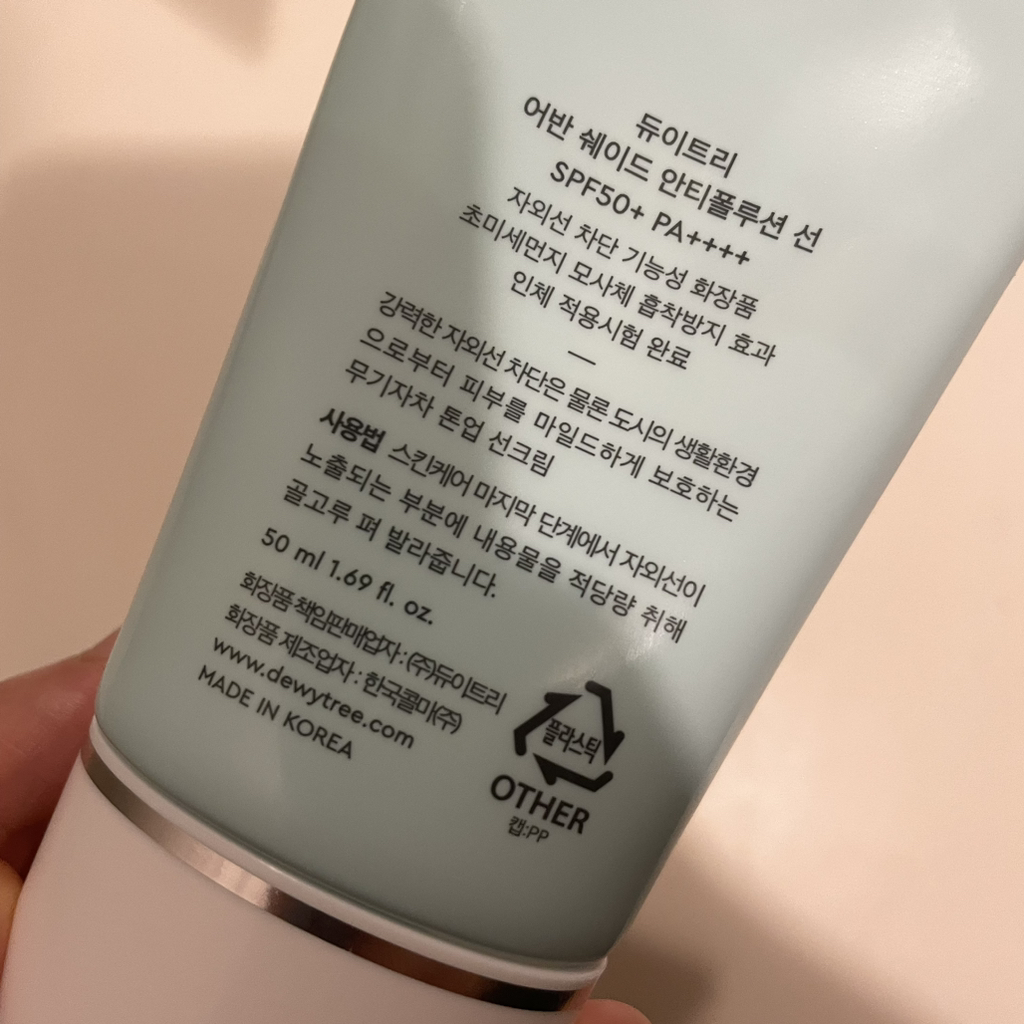 듀이트리
어반 쉐이드 안티폴루션 선
SPF50+ PA++++
자외선 차단 기능성 화장품
초미세먼지 모사체 흡착방지 효과
인체 적용시험 완료
강력한 자외선 차단은 물론 도시의 생활환경
으로부터 피부를 마일드하게 보호하는
무기자차 톤업 선크림
사용법 스킨케어 마지막 단계에서 자외선이
노출되는 부분에 내용물을 적당량 취해
골고루 펴 발라줍니다.
50 ml 1.69 fl. oz.
화장품책임판매업자 : (주)듀이트리
화장품 제조업자 : 한국콜마(주)
www.dewytree.com
MADE IN KOREA
플라스틱
OTHER
캡:PP